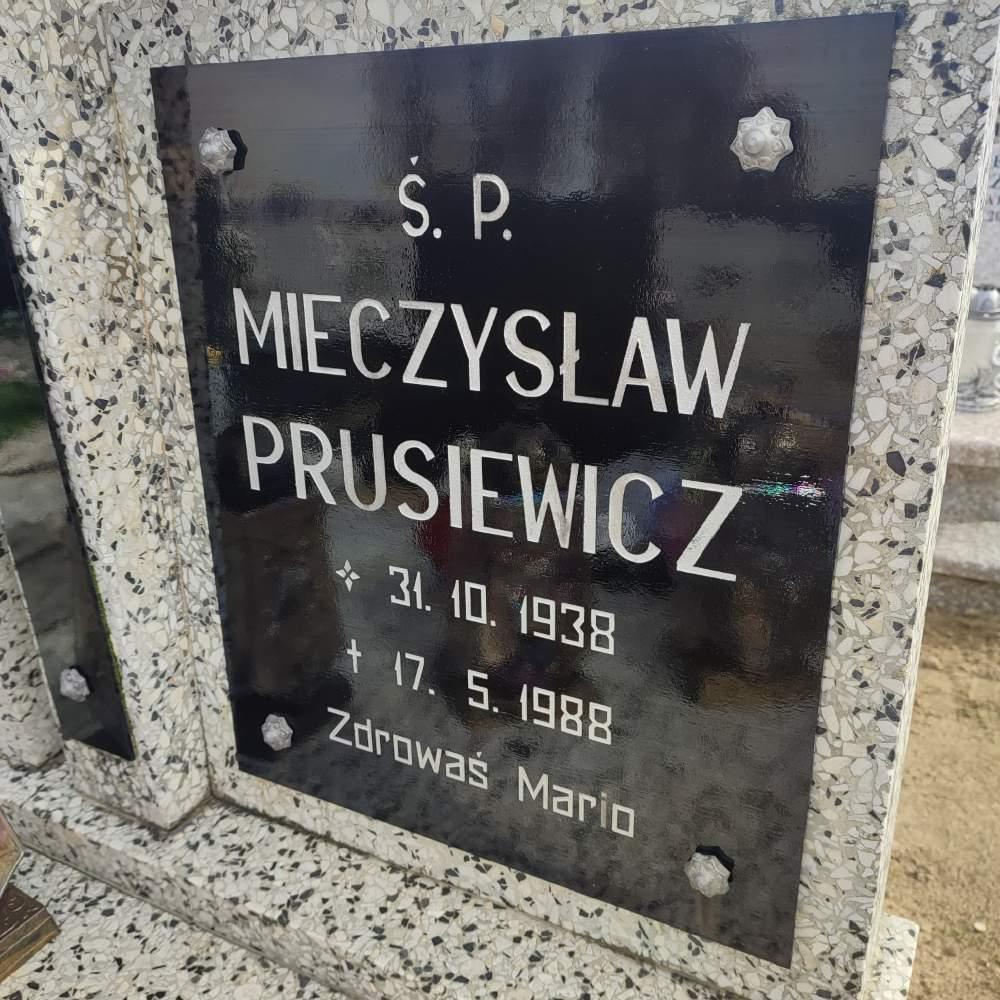 Ś. P.
MIECZYSŁAW
PRUSIEWICZ
31. 10. 1938
✝ 17. 5. 1988
Zdrowaś Mario